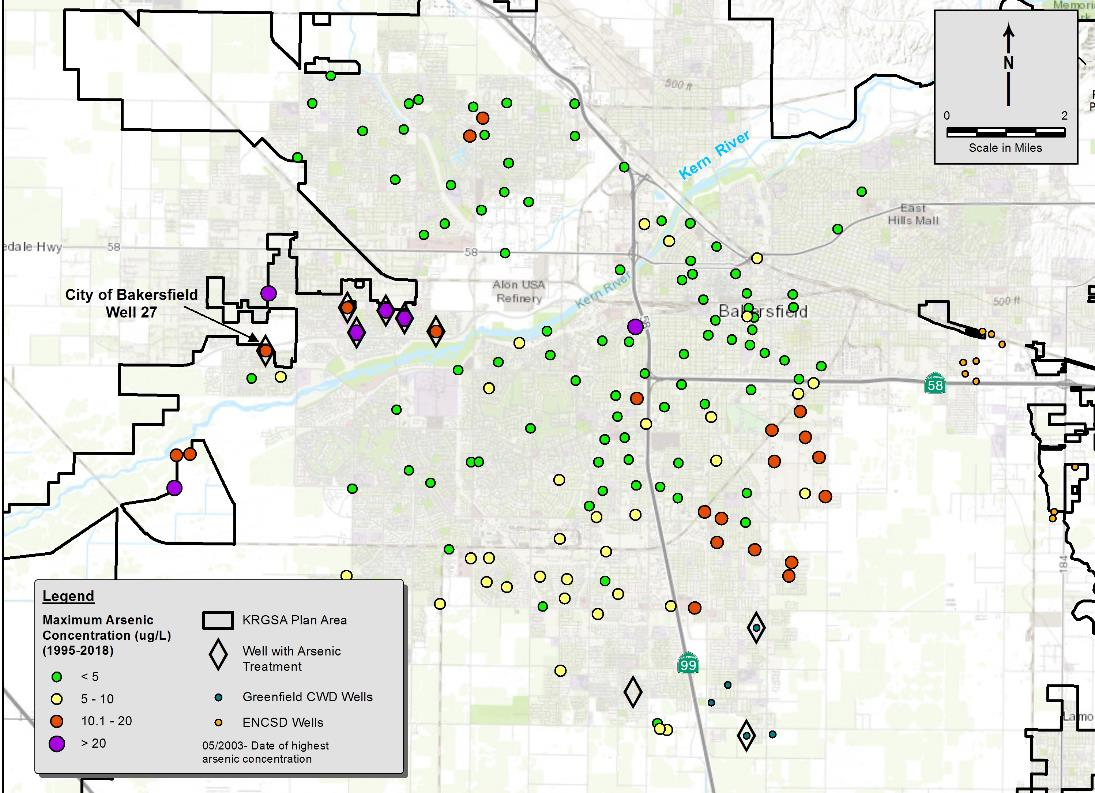 Memori
rk
N
0 2
Scale in Miles
500 ft
Kern River
East
Hills Mall
edale Hwy
58
58
Alon USA
Refinery
Kern River
City of Bakersfield
Well 27
Bakersfield
500 ft
58
184
99
Lamo
Legend
Maximum Arsenic
Concentration (ug/L)
(1995-2018)
< 5
5 - 10
10.1 - 20
> 20
KRGSA Plan Area
Well with Arsenic
Treatment
Greenfield CWD Wells
ENCSD Wells
05/2003- Date of highest
arsenic concentration